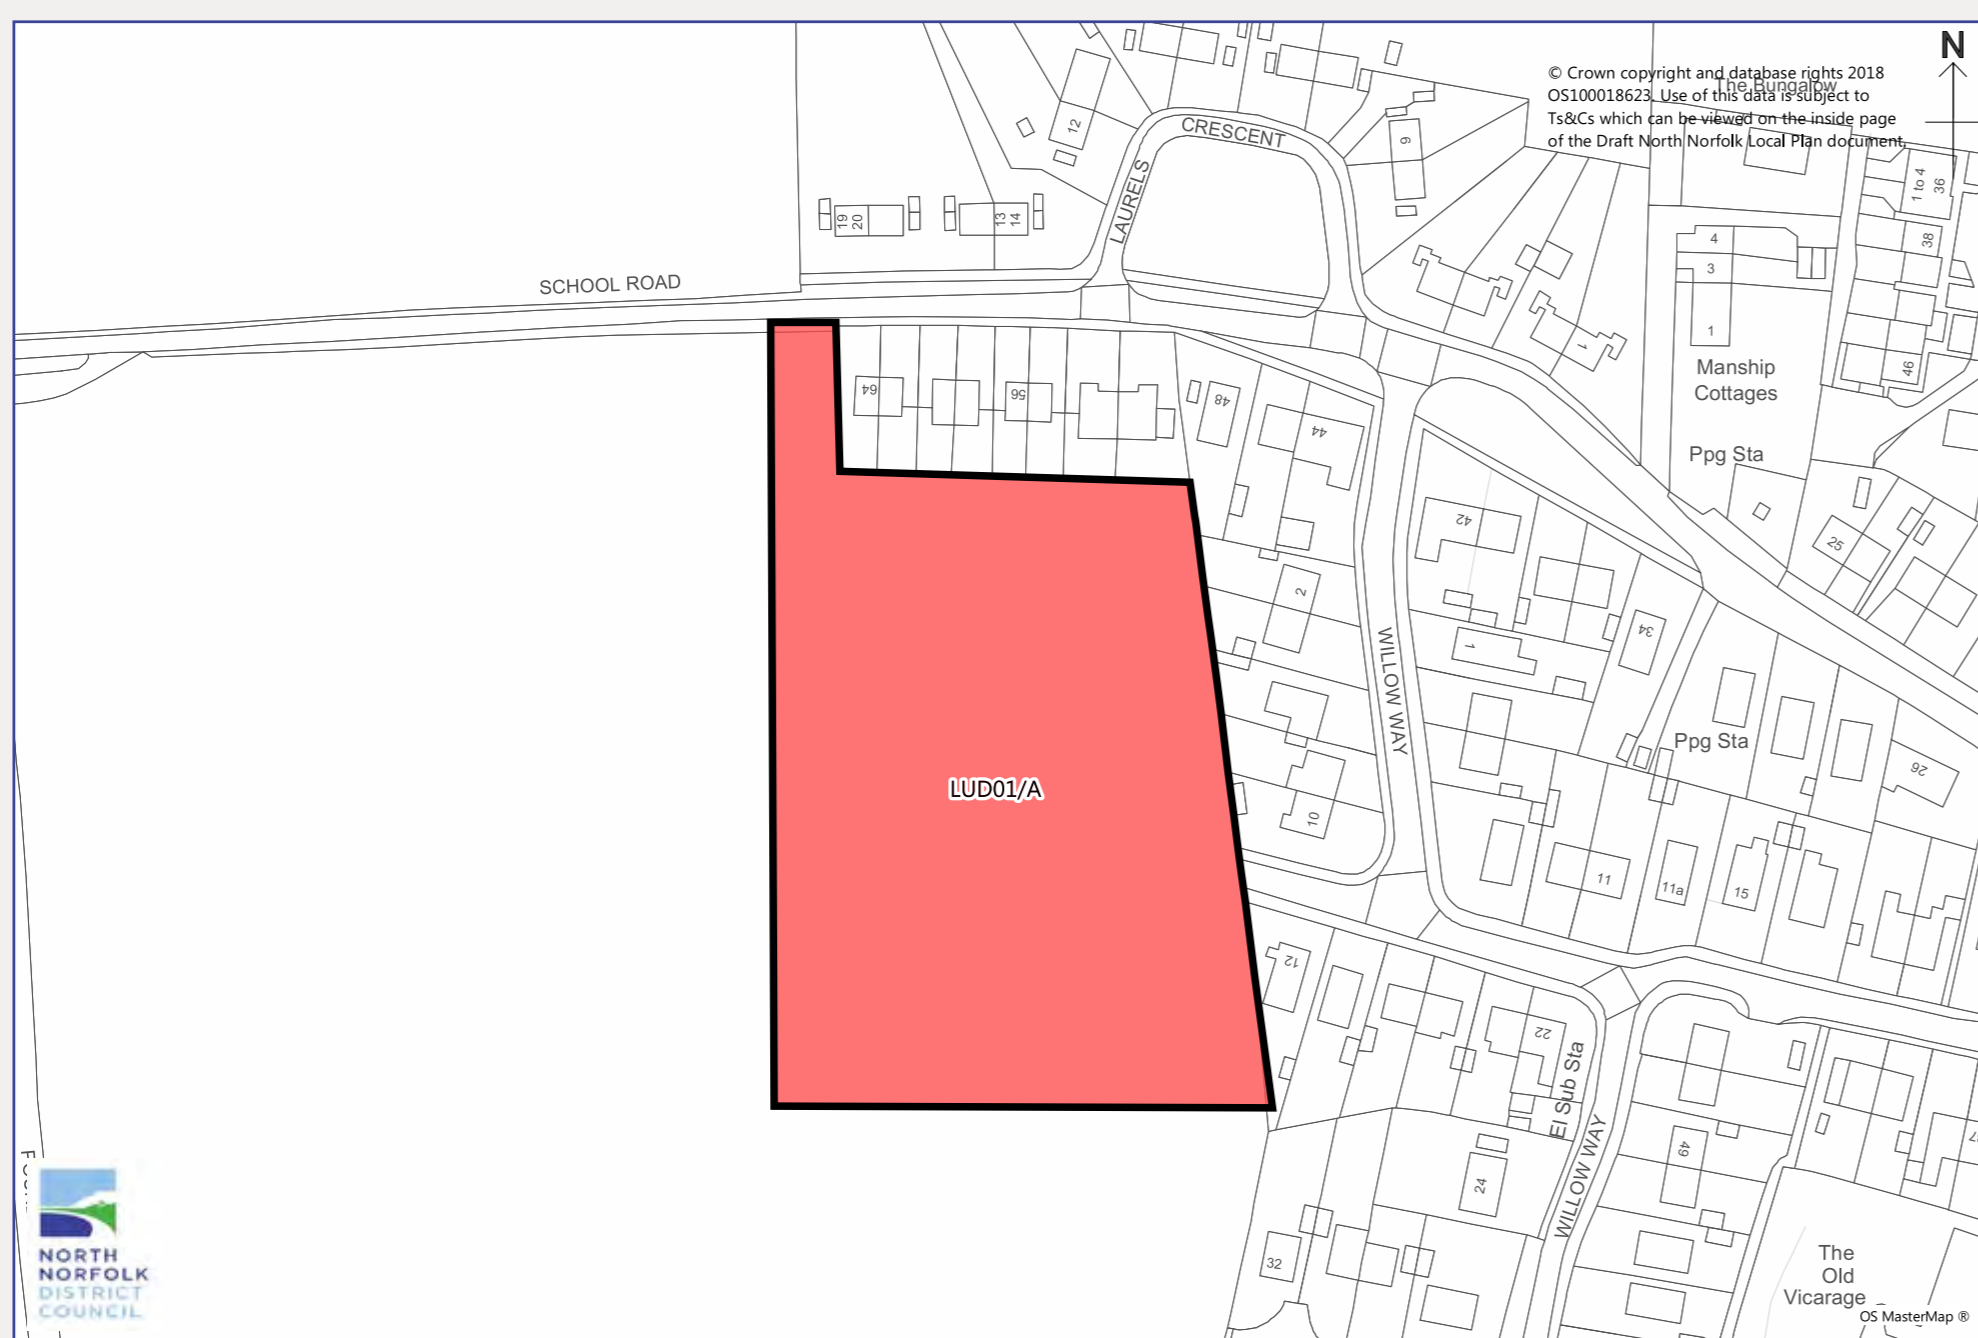 N
© Crown copyright and database rights 2018
OS100018623. Use of this data is subject to
Ts&Cs which can be viewed on the inside page
of the Draft North Norfolk Local Plan document.
The Bungalow
CRESCENT
LAURELS
12
9
1 to 4
36
38
19
20
13
14
4
3
1
SCHOOL ROAD
1
46
Manship
Cottages
64
56
48
44
Ppg Sta
42
25
2
34
1
WILLOW WAY
Ppg Sta
26
LUD01/A
10
11
11a
15
12
22
El Sub Sta
49
WILLOW WAY
24
32
The
Old
Vicarage
NORTH
NORFOLK
DISTRICT
COUNCIL
OS MasterMap ®